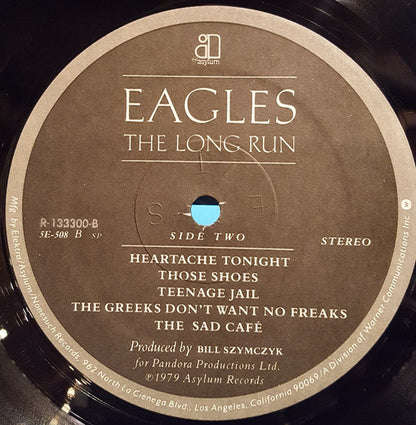 asylum
EAGLES
THE LONG RUN
R-133300-B
5E-508 B SP
SIDE TWO
STEREO
HEARTACHE TONIGHT
THOSE SHOES
TEENAGE JAIL
THE GREEKS DON'T WANT NO FREAKS
THE SAD CAFÉ
Produced by BILL SZYMCZYK
for Pandora Productions Ltd.
℗1979 Asylum Records
Mfg by Elektra/Asylum/Nonesuch Records, 962 North La Cienega Blvd., Los Angeles, California 90069/A Division of Warner Communications Inc.